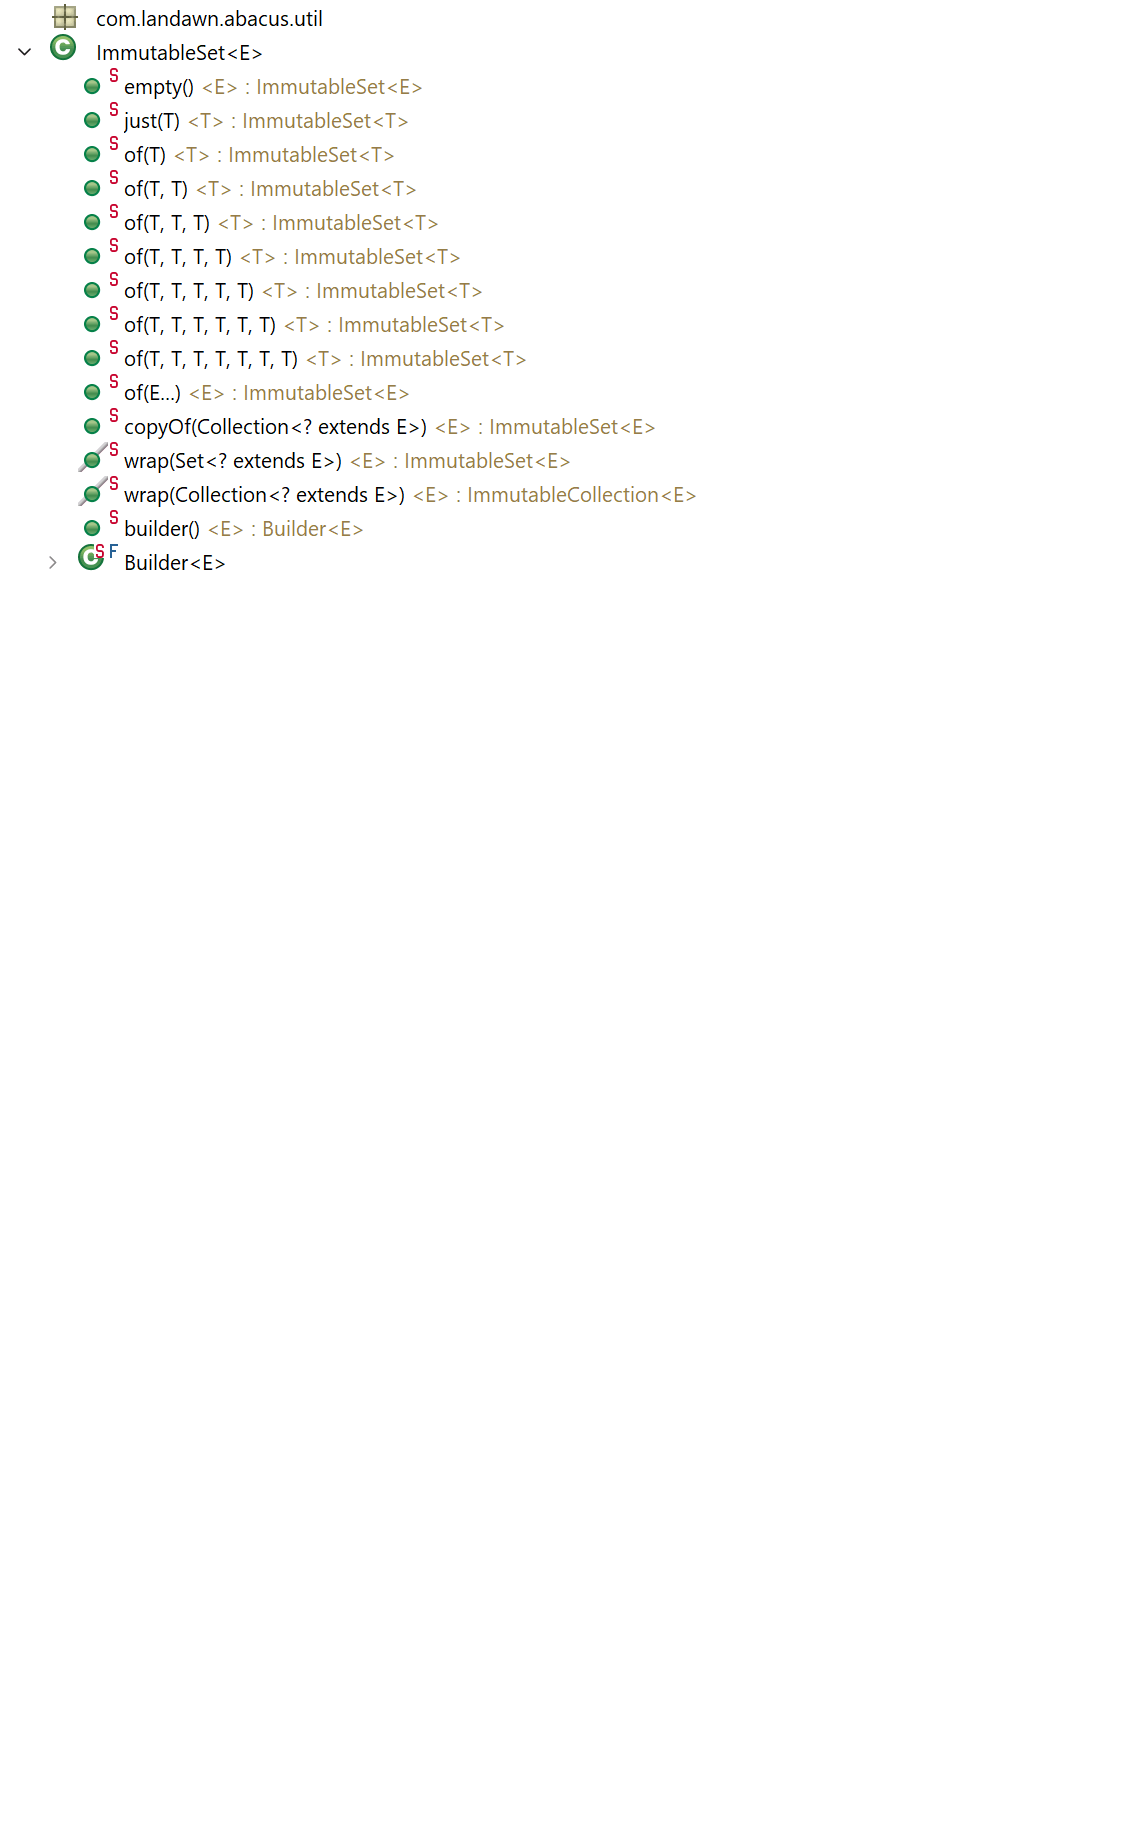 com.landawn.abacus.util
ImmutableSet<E>
empty() <E> : ImmutableSet<E>
just(T) <T> : ImmutableSet<T>
of(T) <T> : ImmutableSet<T>
of(T, T) <T> : ImmutableSet<T>
of(T, T, T) <T> : ImmutableSet<T>
of(T, T, T, T) <T> : ImmutableSet<T>
of(T, T, T, T, T) <T> : ImmutableSet<T>
of(T, T, T, T, T, T) <T> : ImmutableSet<T>
of(T, T, T, T, T, T, T) <T> : ImmutableSet<T>
of(E...) <E> : ImmutableSet<E>
copyOf(Collection<? extends E>) <E> : ImmutableSet<E>
wrap(Set<? extends E>) <E> : ImmutableSet<E>
wrap(Collection<? extends E>) <E> : ImmutableCollection<E>
builder() <E> : Builder<E>
Builder<E>